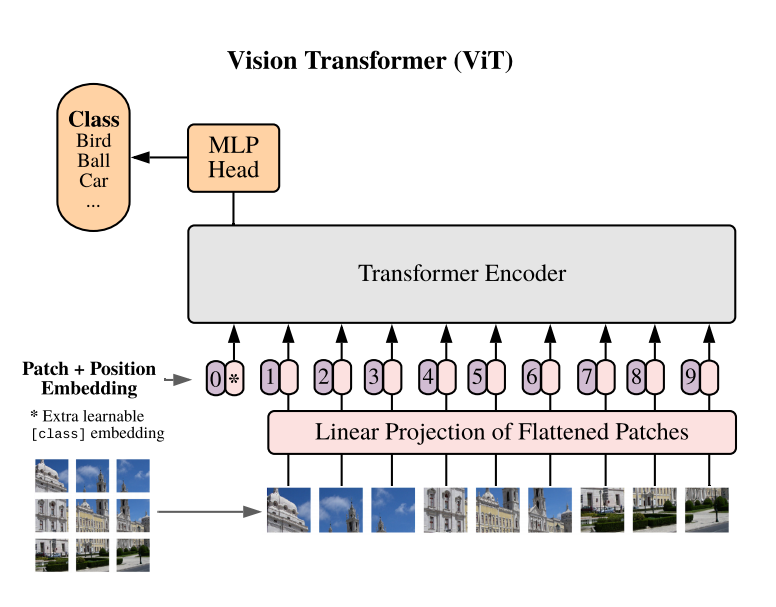 Vision Transformer (ViT)
Class
Bird
Ball
Car
...
MLP
Head
Transformer Encoder
Patch + Position
Embedding
0 * 1 2 3 4 5 6 7 8 9
* Extra learnable
[class] embedding
Linear Projection of Flattened Patches